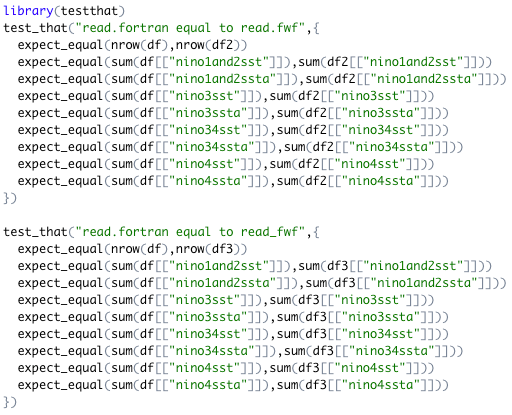 library(testthat)
test_that("read.fortran equal to read.fwf",{
  expect_equal(nrow(df),nrow(df2))
  expect_equal(sum(df[["nino1and2sst"]]),sum(df2[["nino1and2sst"]]))
  expect_equal(sum(df[["nino1and2ssta"]]),sum(df2[["nino1and2ssta"]]))
  expect_equal(sum(df[["nino3sst"]]),sum(df2[["nino3sst"]]))
  expect_equal(sum(df[["nino3ssta"]]),sum(df2[["nino3ssta"]]))
  expect_equal(sum(df[["nino34sst"]]),sum(df2[["nino34sst"]]))
  expect_equal(sum(df[["nino34ssta"]]),sum(df2[["nino34ssta"]]))
  expect_equal(sum(df[["nino4sst"]]),sum(df2[["nino4sst"]]))
  expect_equal(sum(df[["nino4ssta"]]),sum(df2[["nino4ssta"]]))
})

test_that("read.fortran equal to read_fwf",{
  expect_equal(nrow(df),nrow(df3))
  expect_equal(sum(df[["nino1and2sst"]]),sum(df3[["nino1and2sst"]]))
  expect_equal(sum(df[["nino1and2ssta"]]),sum(df3[["nino1and2ssta"]]))
  expect_equal(sum(df[["nino3sst"]]),sum(df3[["nino3sst"]]))
  expect_equal(sum(df[["nino3ssta"]]),sum(df3[["nino3ssta"]]))
  expect_equal(sum(df[["nino34sst"]]),sum(df3[["nino34sst"]]))
  expect_equal(sum(df[["nino34ssta"]]),sum(df3[["nino34ssta"]]))
  expect_equal(sum(df[["nino4sst"]]),sum(df3[["nino4sst"]]))
  expect_equal(sum(df[["nino4ssta"]]),sum(df3[["nino4ssta"]]))
})